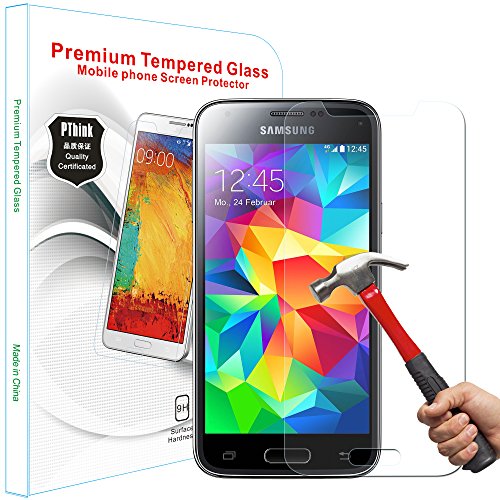 Premium Tempered Glass
Mobile phone Screen Protector
PThink
品质保证
Quality
Certificated
Premium Tempered Glass
Made in China
09:00
9H
Surface
Hardness
SAMSUNG
4G 12:45
12:45
Mo, 24 Februar